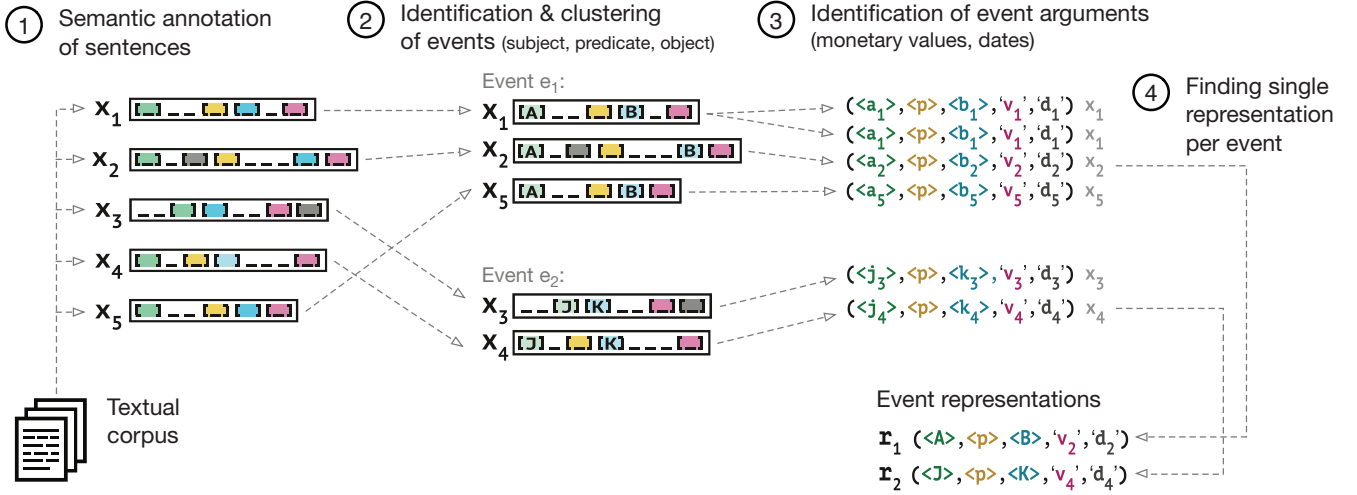 1 Semantic annotation
of sentences
2 Identification & clustering
of events (subject, predicate, object)
3 Identification of event arguments
(monetary values, dates)
4 Finding single
representation
per event
x1 [ ] _ _ [ ] [ ] _ [ ]
x2 [ ] _ [ ] [ ] _ _ _ [ ] [ ]
x3 _ _ [ ] [ ] _ _ [ ] [ ]
x4 [ ] _ [ ] [ ] _ _ _ [ ]
x5 [ ] _ _ [ ] [ ] [ ]
Textual
corpus
Event e1:
x1 [A] _ _ [ ] [B] _ [ ]
x2 [A] _ [ ] [ ] _ _ _ [B] [ ]
x5 [A] _ _ [ ] [B] [ ]
Event e2:
x3 _ _ [J] [K] _ _ [ ] [ ]
x4 [J] _ [ ] [K] _ _ _ [ ]
(<a1>,<p>,<b1>,‘v1’,‘d1’) x1
(<a1>,<p>,<b1>,‘v1’,‘d1’) x1
(<a2>,<p>,<b2>,‘v2’,‘d2’) x2
(<a5>,<p>,<b5>,‘v5’,‘d5’) x5
(<j3>,<p>,<k3>,‘v3’,‘d3’) x3
(<j4>,<p>,<k4>,‘v4’,‘d4’) x4
Event representations
r1 (<A>,<p>,<B>,‘v2’,‘d2’)
r2 (<J>,<p>,<K>,‘v4’,‘d4’)